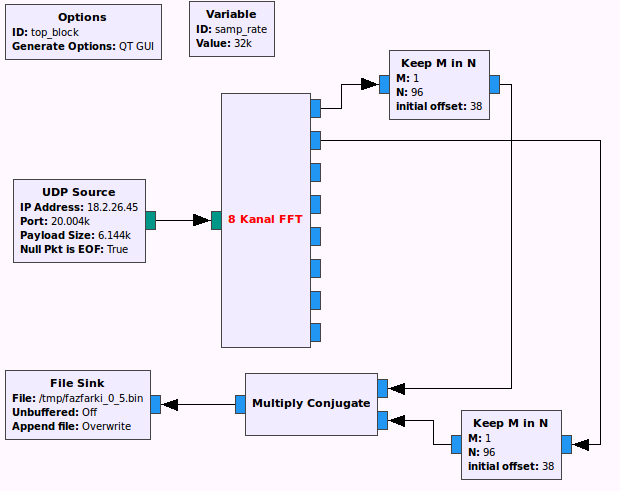 Options
ID: top_block
Generate Options: QT GUI
Variable
ID: samp_rate
Value: 32k
Keep M in N
M: 1
N: 96
initial offset: 38
UDP Source
IP Address: 18.2.26.45
Port: 20.004k
Payload Size: 6.144k
Null Pkt is EOF: True
8 Kanal FFT
File Sink
File: /tmp/fazfarki_0_5.bin
Unbuffered: Off
Append file: Overwrite
Multiply Conjugate
Keep M in N
M: 1
N: 96
initial offset: 38